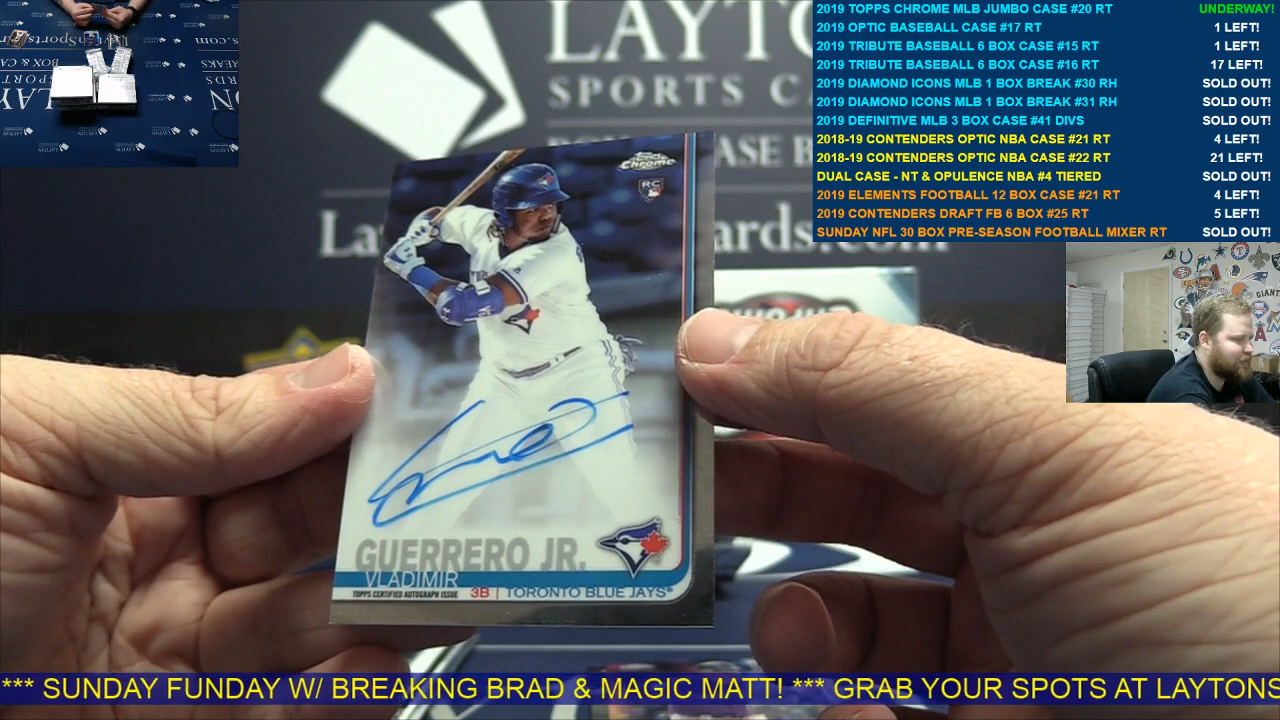 2019 TOPPS CHROME MLB JUMBO CASE #20 RT UNDERWAY!
2019 OPTIC BASEBALL CASE #17 RT 1 LEFT!
2019 TRIBUTE BASEBALL 6 BOX CASE #15 RT 1 LEFT!
2019 TRIBUTE BASEBALL 6 BOX CASE #16 RT 17 LEFT!
2019 DIAMOND ICONS MLB 1 BOX BREAK #30 RH SOLD OUT!
2019 DIAMOND ICONS MLB 1 BOX BREAK #31 RH SOLD OUT!
2019 DEFINITIVE MLB 3 BOX CASE #41 DIVS SOLD OUT!
2018-19 CONTENDERS OPTIC NBA CASE #21 RT 4 LEFT!
2018-19 CONTENDERS OPTIC NBA CASE #22 RT 21 LEFT!
DUAL CASE - NT & OPULENCE NBA #4 TIERED SOLD OUT!
2019 ELEMENTS FOOTBALL 12 BOX CASE #21 RT 4 LEFT!
2019 CONTENDERS DRAFT FB 6 BOX #25 RT 5 LEFT!
SUNDAY NFL 30 BOX PRE-SEASON FOOTBALL MIXER RT SOLD OUT!
LAYTO
SPORTS CA
ASE B
La
ards.com
Topps Chrome
RC
GUERRERO JR.
VLADIMIR
TOPPS CERTIFIED AUTOGRAPH ISSUE 3B | TORONTO BLUE JAYS
GIANT
*** SUNDAY FUNDAY W/ BREAKING BRAD & MAGIC MATT! *** GRAB YOUR SPOTS AT LAYTONS